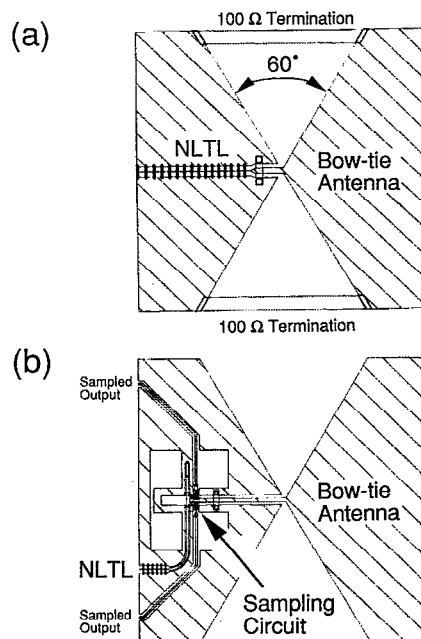 (a)
100 Ω Termination
60°
NLTL
Bow-tie
Antenna
100 Ω Termination
(b)
Sampled
Output
Bow-tie
Antenna
NLTL
Sampling
Circuit
Sampled
Output